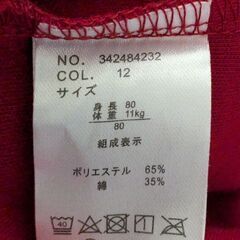 NO. 342484232
COL. 12
サイズ
身長 80
体重 11kg
80
組成表示
ポリエステル 65%
綿 35%
40